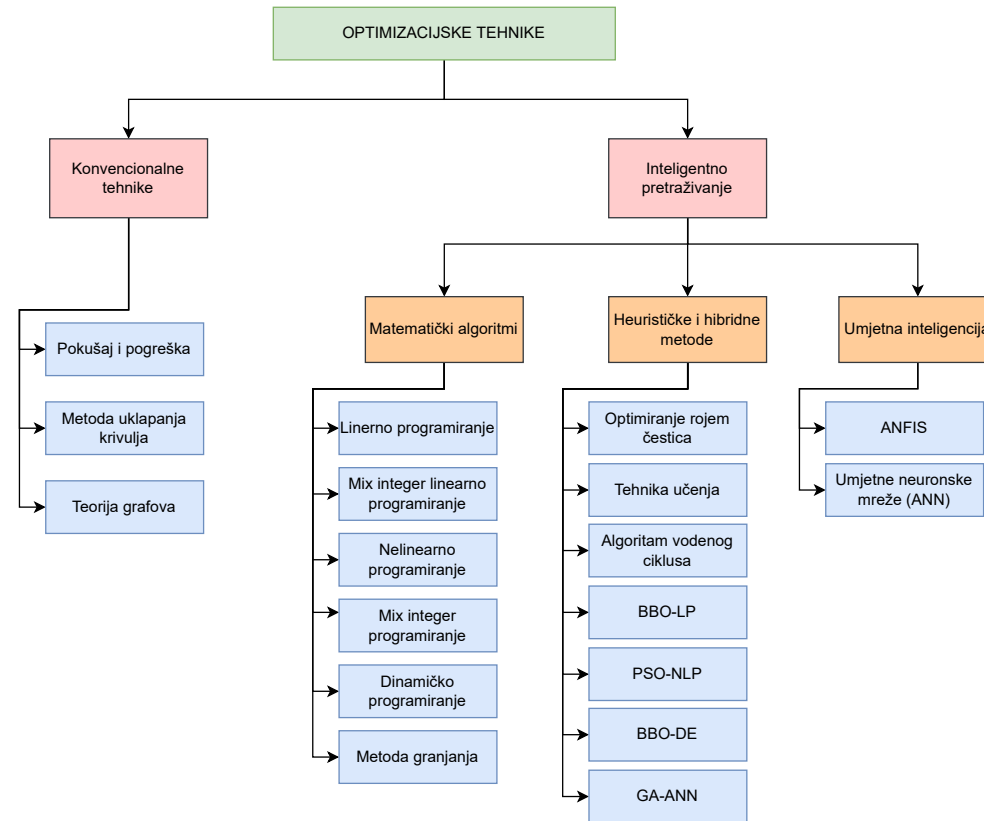 OPTIMIZACIJSKE TEHNIKE
Konvencionalne
tehnike
Inteligentno
pretraživanje
Matematički algoritmi
Heurističke i hibridne
metode
Umjetna inteligencija
Pokušaj i pogreška
Metoda uklapanja
krivulja
Teorija grafova
Linerno programiranje
Mix integer linearno
programiranje
Nelinearno
programiranje
Mix integer
programiranje
Dinamičko
programiranje
Metoda granjanja
Optimiranje rojem
čestica
Tehnika učenja
Algoritam vodenog
ciklusa
BBO-LP
PSO-NLP
BBO-DE
GA-ANN
ANFIS
Umjetne neuronske
mreže (ANN)